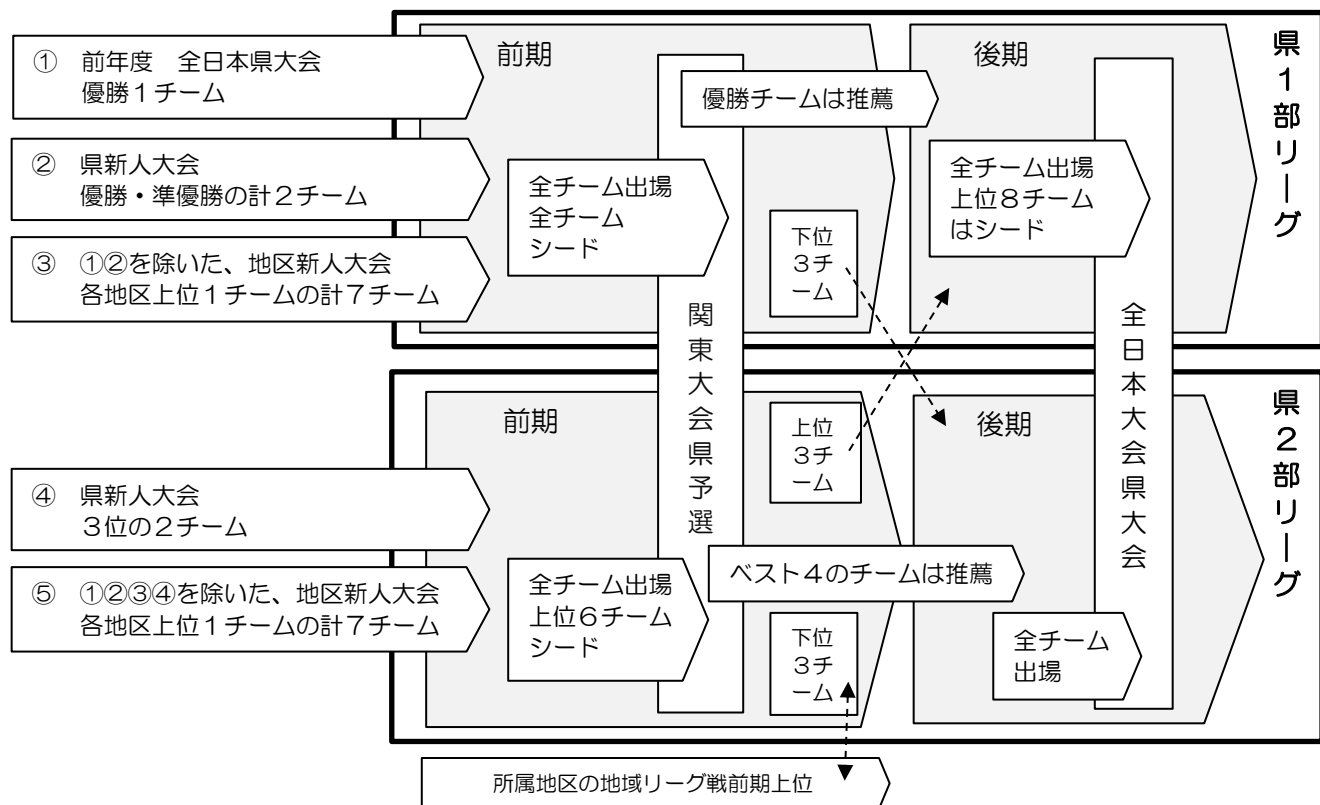 ①　前年度　全日本県大会
優勝１チーム
②　県新人大会
優勝・準優勝の計２チーム
③　①②を除いた、地区新人大会
各地区上位１チームの計７チーム
前期
後期
県１部リーグ
優勝チームは推薦
全チーム出場
全チーム
シード
全チーム出場
上位８チーム
はシード
下位
３チ
ーム
関東大会県予選
全日本大会県大会
前期
後期
県２部リーグ
上位
３チ
ーム
④　県新人大会
３位の２チーム
⑤　①②③④を除いた、地区新人大会
各地区上位１チームの計７チーム
ベスト４のチームは推薦
全チーム出場
上位６チーム
シード
下位
３チ
ーム
全チーム
出場
所属地区の地域リーグ戦前期上位